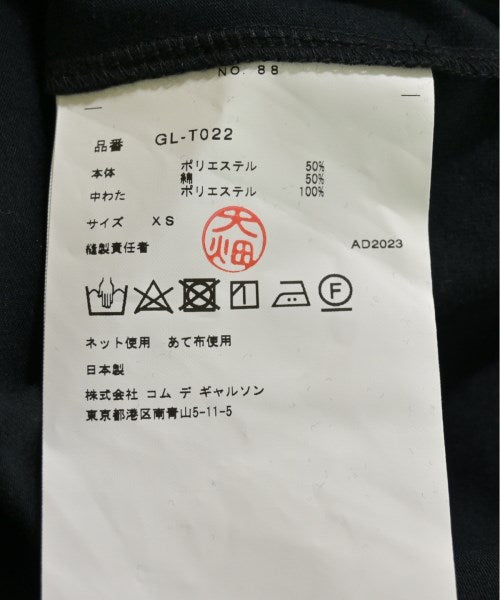 NO. 88
品番 GL-T022
本体 ポリエステル 50%
綿 50%
中わた ポリエステル 100%
サイズ XS
縫製責任者 大畑 AD2023
F
ネット使用 あて布使用
日本製
株式会社 コム デ ギャルソン
東京都港区南青山5-11-5